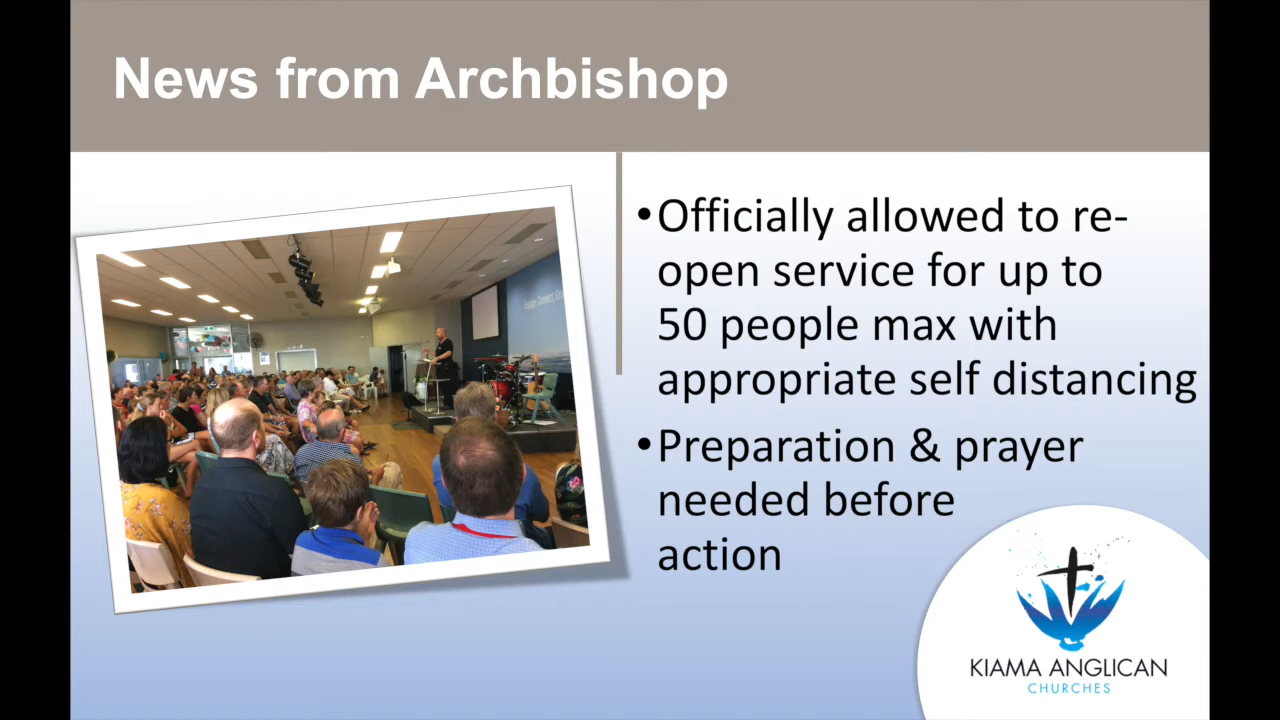 News from Archbishop
•Officially allowed to re-
open service for up to
50 people max with
appropriate self distancing
•Preparation & prayer
needed before
action
KIAMA ANGLICAN
CHURCHES